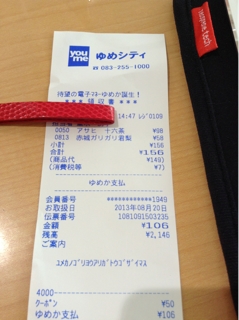 you me ゆめシティ
☎083-255-1000
待望の電子マネーゆめか誕生!
*** 領収書 ***
14:47 レジ0109
0050 アサヒ、十六茶 ¥98
0813 赤城ガリガリ君梨 ¥58
小計 ¥156
合計 ¥156
(商品代 ¥149)
(消費税等 ¥7)
ゆめか支払
会員番号 ************1949
お取扱日 2013年08月20日
伝票番号 1081091503235
金額 ¥106
残高 ¥2,146
ご案内
ユメカノゴリヨウアリガトウゴザイマス
4000
クーポン ¥50
ゆめか支払 ¥106